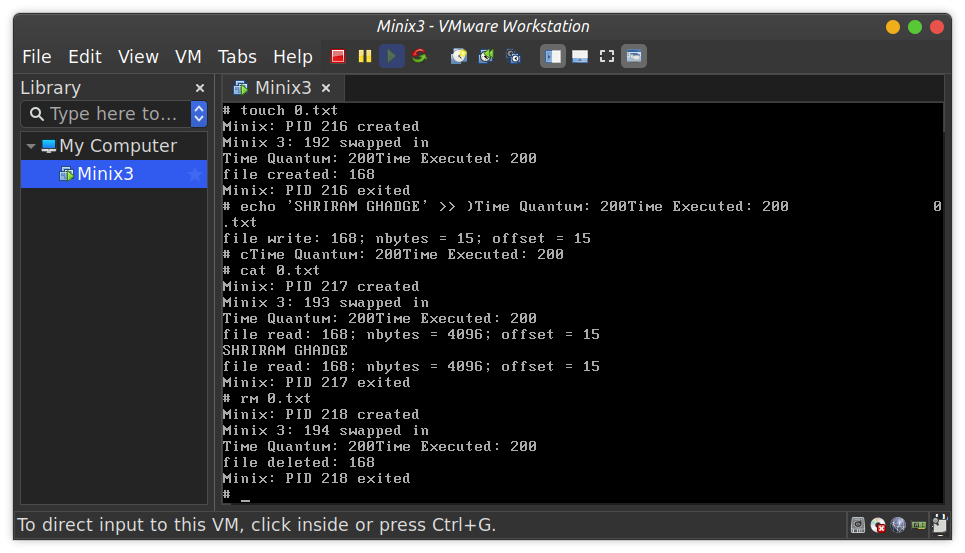 Minix3 - VMware Workstation
File Edit View VM Tabs Help
Library ×
Type here to...
My Computer
Minix3
Minix3 ×
# touch 0.txt
Minix: PID 216 created
Minix 3: 192 swapped in
Time Quantum: 200Time Executed: 200
file created: 168
Minix: PID 216 exited
# echo 'SHRIRAM GHADGE' >> )Time Quantum: 200Time Executed: 200                0
.txt
file write: 168; nbytes = 15; offset = 15
# cTime Quantum: 200Time Executed: 200
# cat 0.txt
Minix: PID 217 created
Minix 3: 193 swapped in
Time Quantum: 200Time Executed: 200
file read: 168; nbytes = 4096; offset = 15
SHRIRAM GHADGE
file read: 168; nbytes = 4096; offset = 15
Minix: PID 217 exited
# rm 0.txt
Minix: PID 218 created
Minix 3: 194 swapped in
Time Quantum: 200Time Executed: 200
file deleted: 168
Minix: PID 218 exited
# _
To direct input to this VM, click inside or press Ctrl+G.